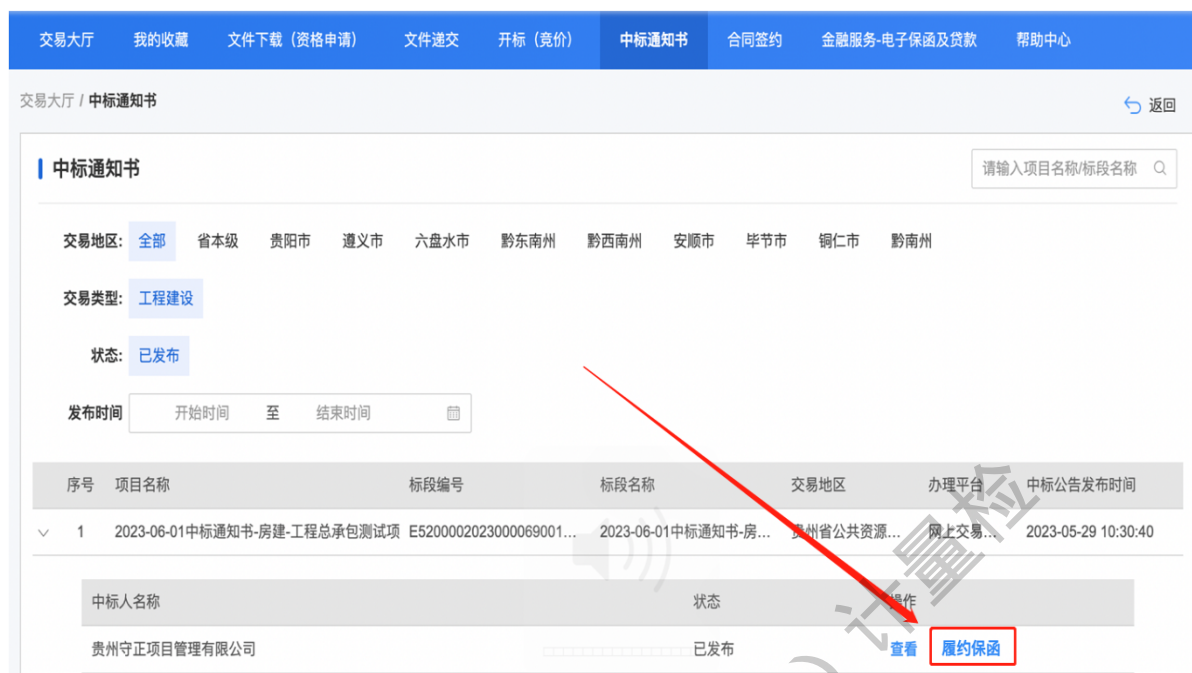 交易大厅 我的收藏 文件下载（资格申请） 文件递交 开标（竞价） 中标通知书 合同签约 金融服务-电子保函及贷款 帮助中心
交易大厅 / 中标通知书 返回
中标通知书 请输入项目名称/标段名称
交易地区: 全部 省本级 贵阳市 遵义市 六盘水市 黔东南州 黔西南州 安顺市 毕节市 铜仁市 黔南州
交易类型: 工程建设
状态: 已发布
发布时间 开始时间 至 结束时间
序号 项目名称 标段编号 标段名称 交易地区 办理平台 中标公告发布时间
1 2023-06-01中标通知书-房建-工程总承包测试项 E5200002023000069001... 2023-06-01中标通知书-房... 贵州省公共资源... 网上交易... 2023-05-29 10:30:40
中标人名称 状态 操作
贵州守正项目管理有限公司 已发布 查看 履约保函
计量检